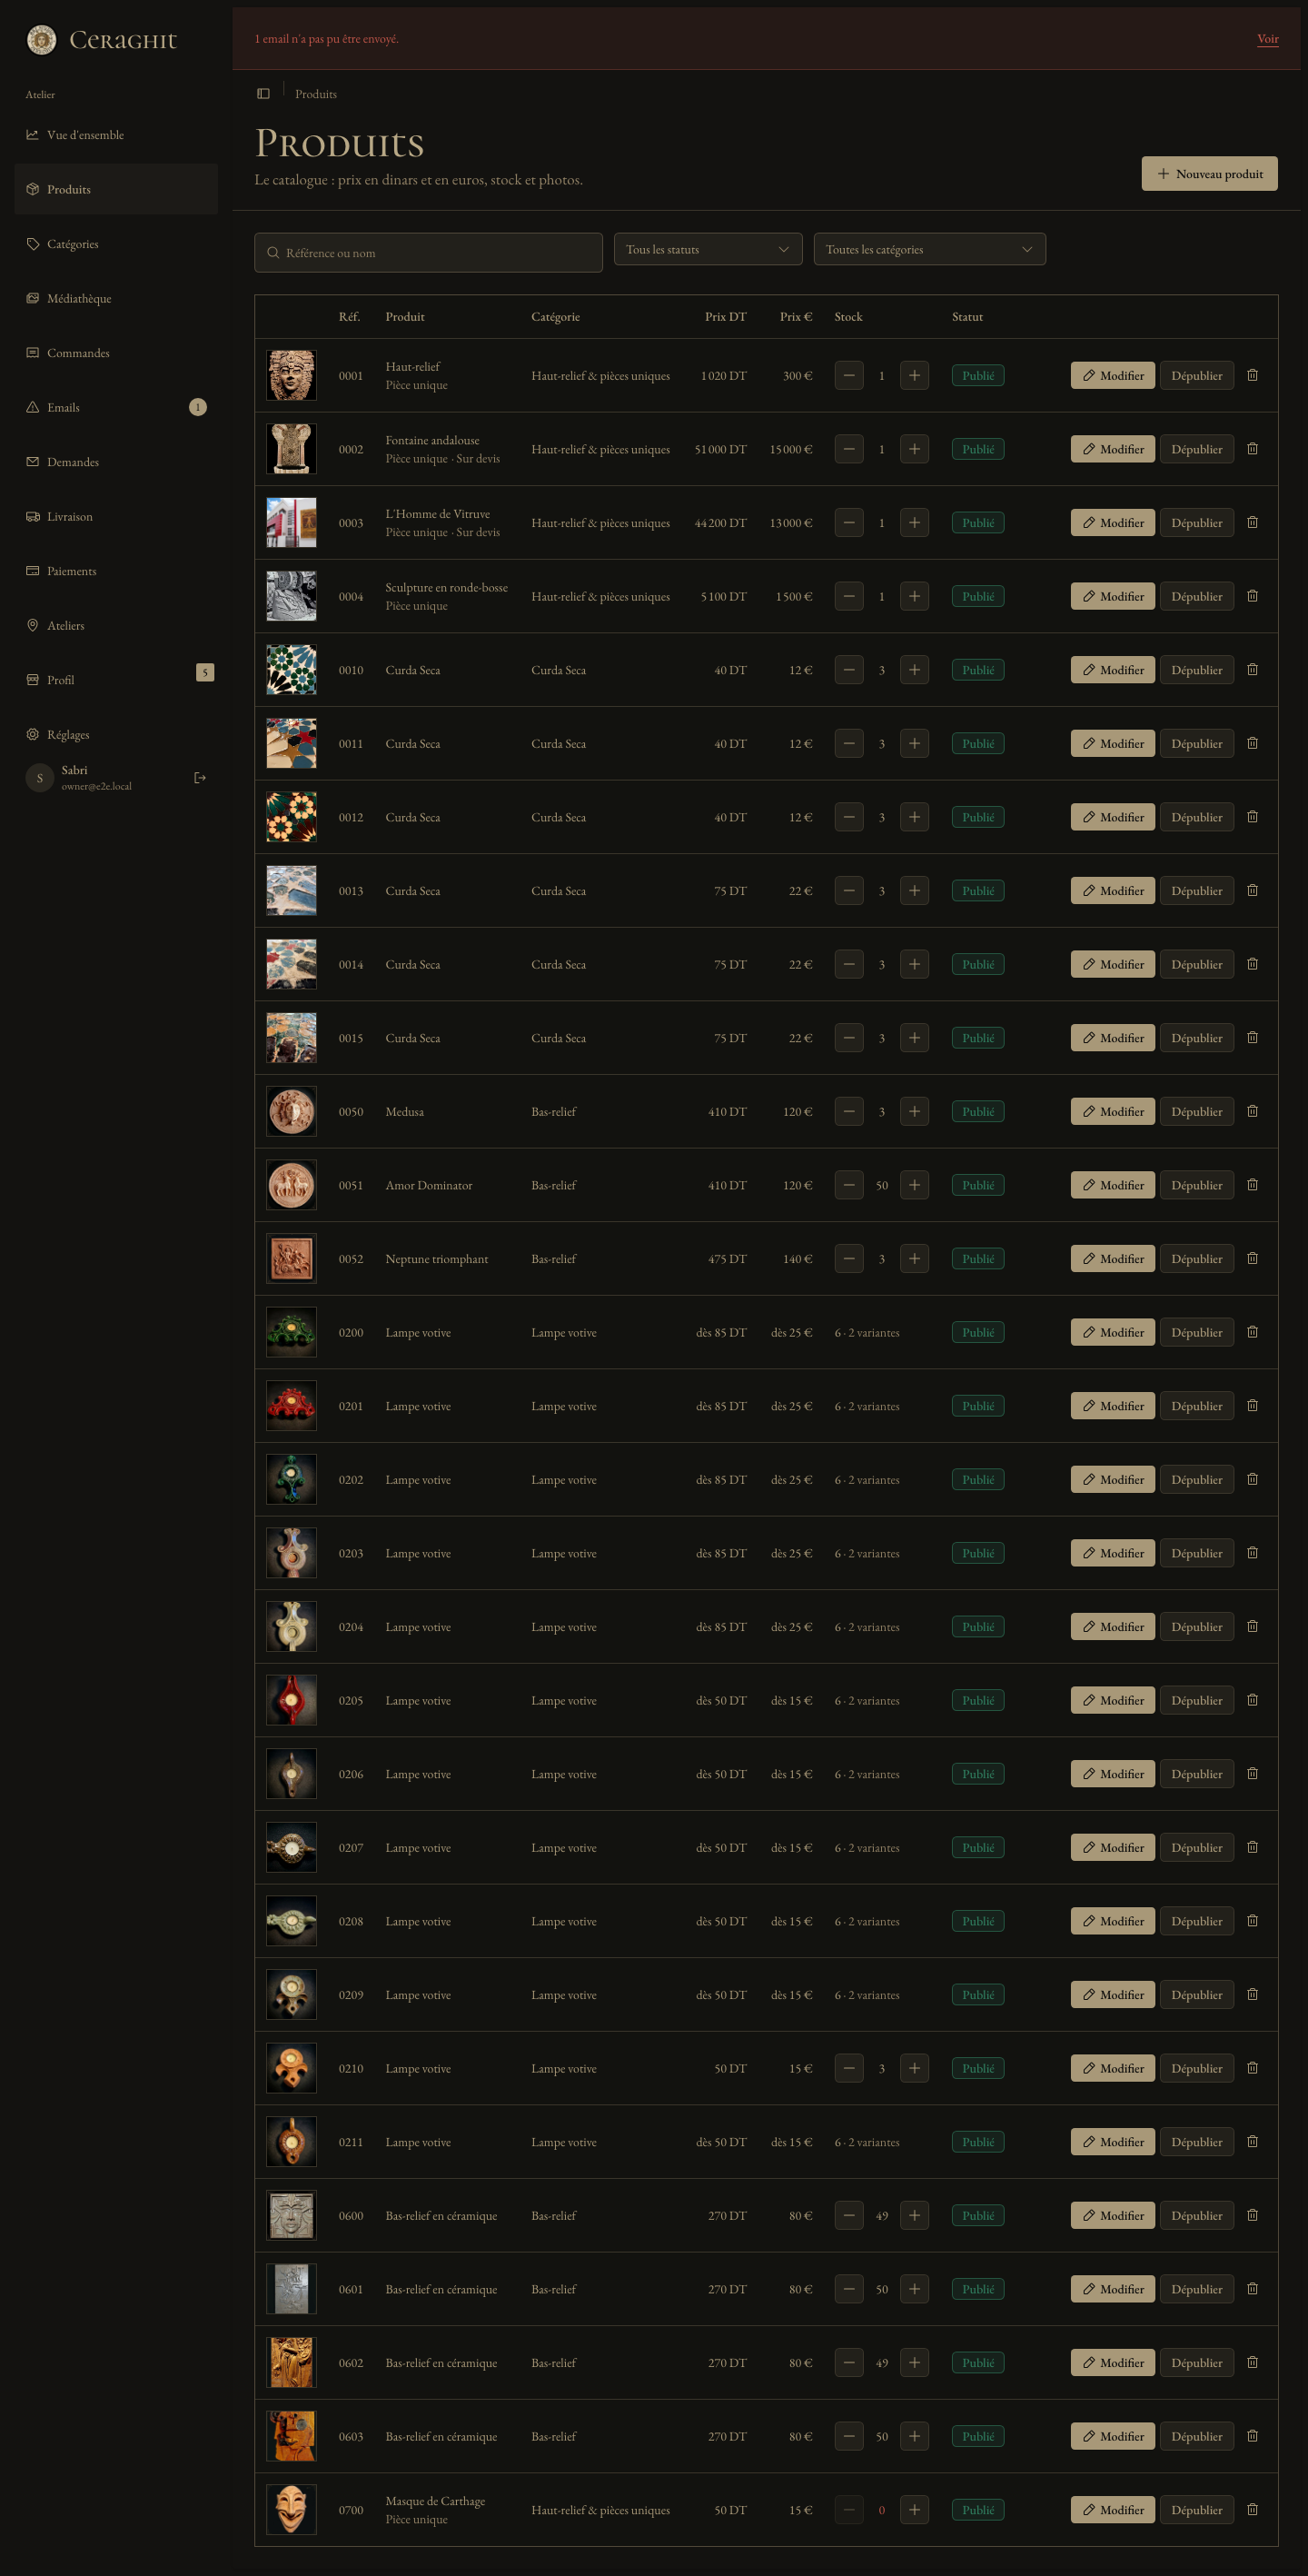 Ceraghit
Atelier
Vue d'ensemble
Produits
Catégories
Médiathèque
Commandes
Emails 1
Demandes
Livraison
Paiements
Ateliers
Profil 5
Réglages
S Sabri
owner@e2e.local
1 email n'a pas pu être envoyé. Voir
Produits
Produits
Le catalogue : prix en dinars et en euros, stock et photos.
Nouveau produit
Référence ou nom Tous les statuts Toutes les catégories
Réf. Produit Catégorie Prix DT Prix € Stock Statut
0001 Haut-relief Haut-relief & pièces uniques 1 020 DT 300 € 1 Publié Modifier Dépublier
Pièce unique
0002 Fontaine andalouse Haut-relief & pièces uniques 51 000 DT 15 000 € 1 Publié Modifier Dépublier
Pièce unique · Sur devis
0003 L'Homme de Vitruve Haut-relief & pièces uniques 44 200 DT 13 000 € 1 Publié Modifier Dépublier
Pièce unique · Sur devis
0004 Sculpture en ronde-bosse Haut-relief & pièces uniques 5 100 DT 1 500 € 1 Publié Modifier Dépublier
Pièce unique
0010 Curda Seca Curda Seca 40 DT 12 € 3 Publié Modifier Dépublier
0011 Curda Seca Curda Seca 40 DT 12 € 3 Publié Modifier Dépublier
0012 Curda Seca Curda Seca 40 DT 12 € 3 Publié Modifier Dépublier
0013 Curda Seca Curda Seca 75 DT 22 € 3 Publié Modifier Dépublier
0014 Curda Seca Curda Seca 75 DT 22 € 3 Publié Modifier Dépublier
0015 Curda Seca Curda Seca 75 DT 22 € 3 Publié Modifier Dépublier
0050 Medusa Bas-relief 410 DT 120 € 3 Publié Modifier Dépublier
0051 Amor Dominator Bas-relief 410 DT 120 € 50 Publié Modifier Dépublier
0052 Neptune triomphant Bas-relief 475 DT 140 € 3 Publié Modifier Dépublier
0200 Lampe votive Lampe votive dès 85 DT dès 25 € 6 · 2 variantes Publié Modifier Dépublier
0201 Lampe votive Lampe votive dès 85 DT dès 25 € 6 · 2 variantes Publié Modifier Dépublier
0202 Lampe votive Lampe votive dès 85 DT dès 25 € 6 · 2 variantes Publié Modifier Dépublier
0203 Lampe votive Lampe votive dès 85 DT dès 25 € 6 · 2 variantes Publié Modifier Dépublier
0204 Lampe votive Lampe votive dès 85 DT dès 25 € 6 · 2 variantes Publié Modifier Dépublier
0205 Lampe votive Lampe votive dès 50 DT dès 15 € 6 · 2 variantes Publié Modifier Dépublier
0206 Lampe votive Lampe votive dès 50 DT dès 15 € 6 · 2 variantes Publié Modifier Dépublier
0207 Lampe votive Lampe votive dès 50 DT dès 15 € 6 · 2 variantes Publié Modifier Dépublier
0208 Lampe votive Lampe votive dès 50 DT dès 15 € 6 · 2 variantes Publié Modifier Dépublier
0209 Lampe votive Lampe votive dès 50 DT dès 15 € 6 · 2 variantes Publié Modifier Dépublier
0210 Lampe votive Lampe votive 50 DT 15 € 3 Publié Modifier Dépublier
0211 Lampe votive Lampe votive dès 50 DT dès 15 € 6 · 2 variantes Publié Modifier Dépublier
0600 Bas-relief en céramique Bas-relief 270 DT 80 € 49 Publié Modifier Dépublier
0601 Bas-relief en céramique Bas-relief 270 DT 80 € 50 Publié Modifier Dépublier
0602 Bas-relief en céramique Bas-relief 270 DT 80 € 49 Publié Modifier Dépublier
0603 Bas-relief en céramique Bas-relief 270 DT 80 € 50 Publié Modifier Dépublier
0700 Masque de Carthage Haut-relief & pièces uniques 50 DT 15 € 0 Publié Modifier Dépublier
Pièce unique